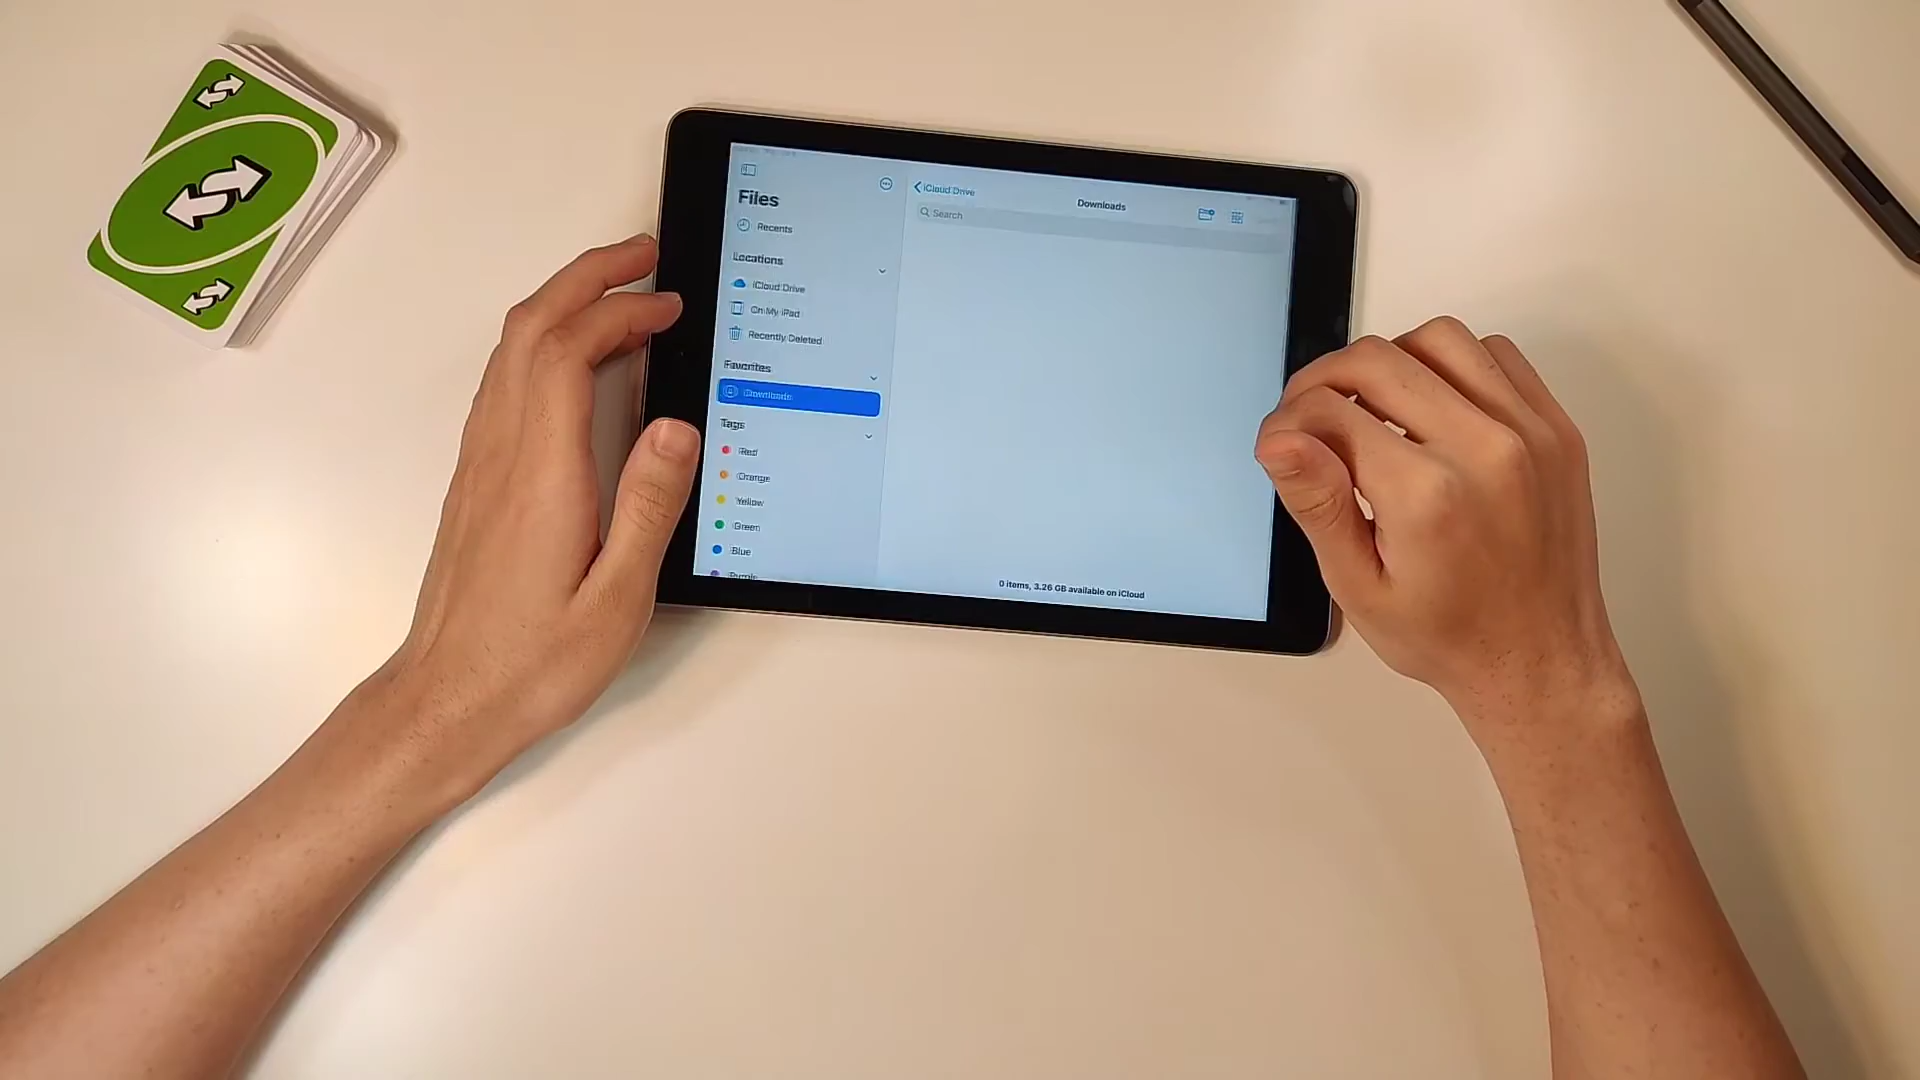 Files
Recents
Locations
iCloud Drive
On My iPad
Recently Deleted
Favorites
Downloads
Tags
Red
Orange
Yellow
Green
Blue
Purple
iCloud Drive
Downloads
Search
0 items, 3.26 GB available on iCloud